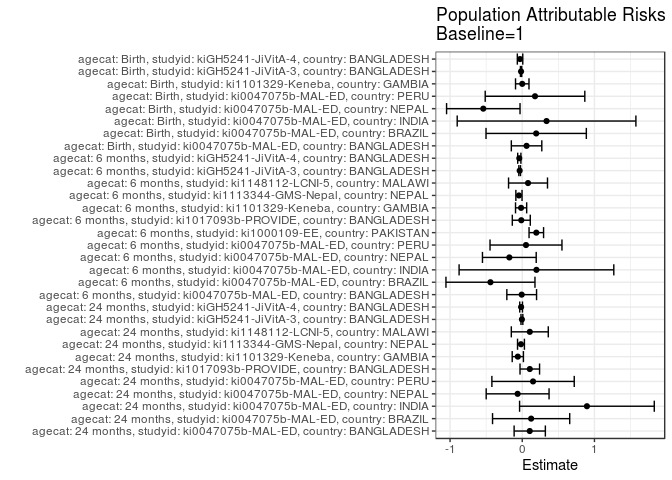 Population Attributable Risks
Baseline=1
agecat: Birth, studyid: kiGH5241-JiVitA-4, country: BANGLADESH
agecat: Birth, studyid: kiGH5241-JiVitA-3, country: BANGLADESH
agecat: Birth, studyid: ki1101329-Keneba, country: GAMBIA
agecat: Birth, studyid: ki0047075b-MAL-ED, country: PERU
agecat: Birth, studyid: ki0047075b-MAL-ED, country: NEPAL
agecat: Birth, studyid: ki0047075b-MAL-ED, country: INDIA
agecat: Birth, studyid: ki0047075b-MAL-ED, country: BRAZIL
agecat: Birth, studyid: ki0047075b-MAL-ED, country: BANGLADESH
agecat: 6 months, studyid: kiGH5241-JiVitA-4, country: BANGLADESH
agecat: 6 months, studyid: kiGH5241-JiVitA-3, country: BANGLADESH
agecat: 6 months, studyid: ki1148112-LCNI-5, country: MALAWI
agecat: 6 months, studyid: ki1113344-GMS-Nepal, country: NEPAL
agecat: 6 months, studyid: ki1101329-Keneba, country: GAMBIA
agecat: 6 months, studyid: ki1017093b-PROVIDE, country: BANGLADESH
agecat: 6 months, studyid: ki1000109-EE, country: PAKISTAN
agecat: 6 months, studyid: ki0047075b-MAL-ED, country: PERU
agecat: 6 months, studyid: ki0047075b-MAL-ED, country: NEPAL
agecat: 6 months, studyid: ki0047075b-MAL-ED, country: INDIA
agecat: 6 months, studyid: ki0047075b-MAL-ED, country: BRAZIL
agecat: 6 months, studyid: ki0047075b-MAL-ED, country: BANGLADESH
agecat: 24 months, studyid: kiGH5241-JiVitA-4, country: BANGLADESH
agecat: 24 months, studyid: kiGH5241-JiVitA-3, country: BANGLADESH
agecat: 24 months, studyid: ki1148112-LCNI-5, country: MALAWI
agecat: 24 months, studyid: ki1113344-GMS-Nepal, country: NEPAL
agecat: 24 months, studyid: ki1101329-Keneba, country: GAMBIA
agecat: 24 months, studyid: ki1017093b-PROVIDE, country: BANGLADESH
agecat: 24 months, studyid: ki0047075b-MAL-ED, country: PERU
agecat: 24 months, studyid: ki0047075b-MAL-ED, country: NEPAL
agecat: 24 months, studyid: ki0047075b-MAL-ED, country: INDIA
agecat: 24 months, studyid: ki0047075b-MAL-ED, country: BRAZIL
agecat: 24 months, studyid: ki0047075b-MAL-ED, country: BANGLADESH
-1 0 1
Estimate